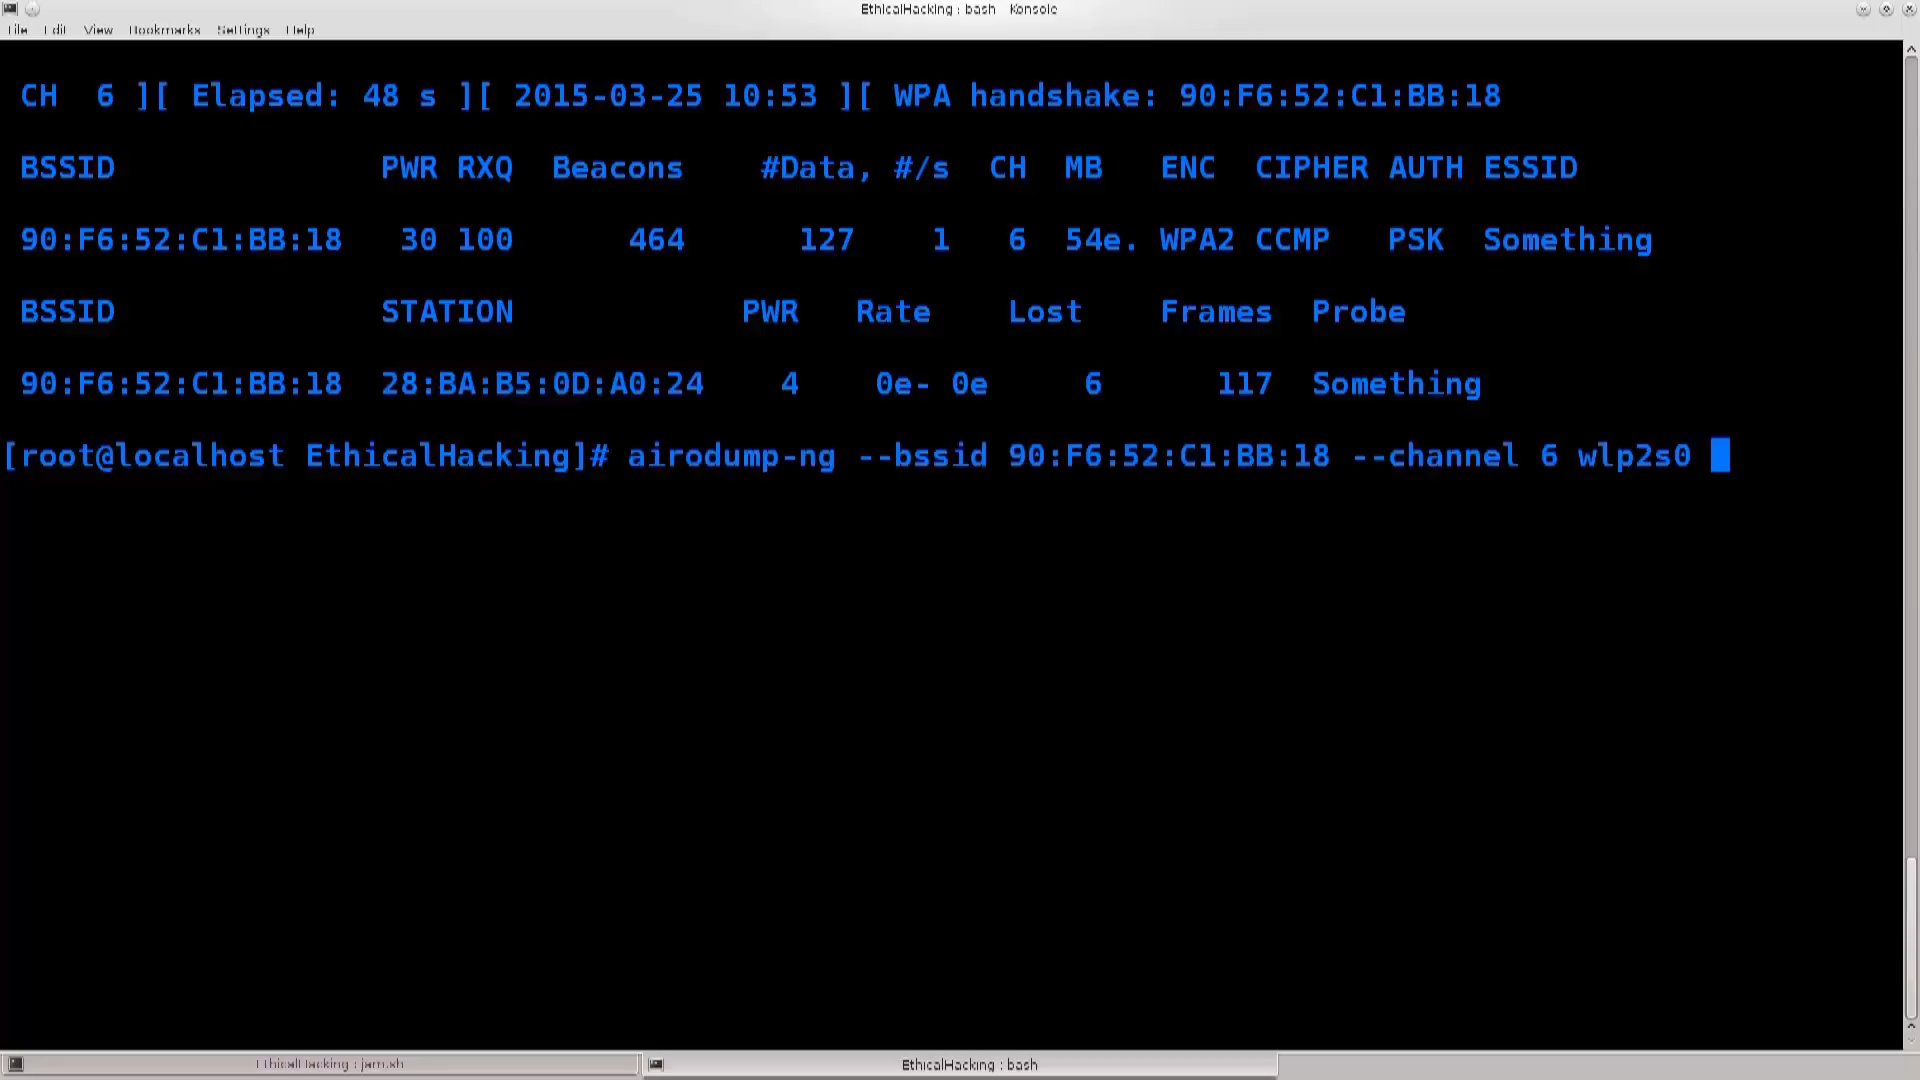 EthicalHacking : bash Konsole
File Edit View Bookmarks Settings Help
CH 6 ][ Elapsed: 48 s ][ 2015-03-25 10:53 ][ WPA handshake: 90:F6:52:C1:BB:18
BSSID PWR RXQ Beacons #Data, #/s CH MB ENC CIPHER AUTH ESSID
90:F6:52:C1:BB:18 30 100 464 127 1 6 54e. WPA2 CCMP PSK Something
BSSID STATION PWR Rate Lost Frames Probe
90:F6:52:C1:BB:18 28:BA:B5:0D:A0:24 4 0e- 0e 6 117 Something
[root@localhost EthicalHacking]# airodump-ng --bssid 90:F6:52:C1:BB:18 --channel 6 wlp2s0
EthicalHacking : jam.sh
EthicalHacking : bash